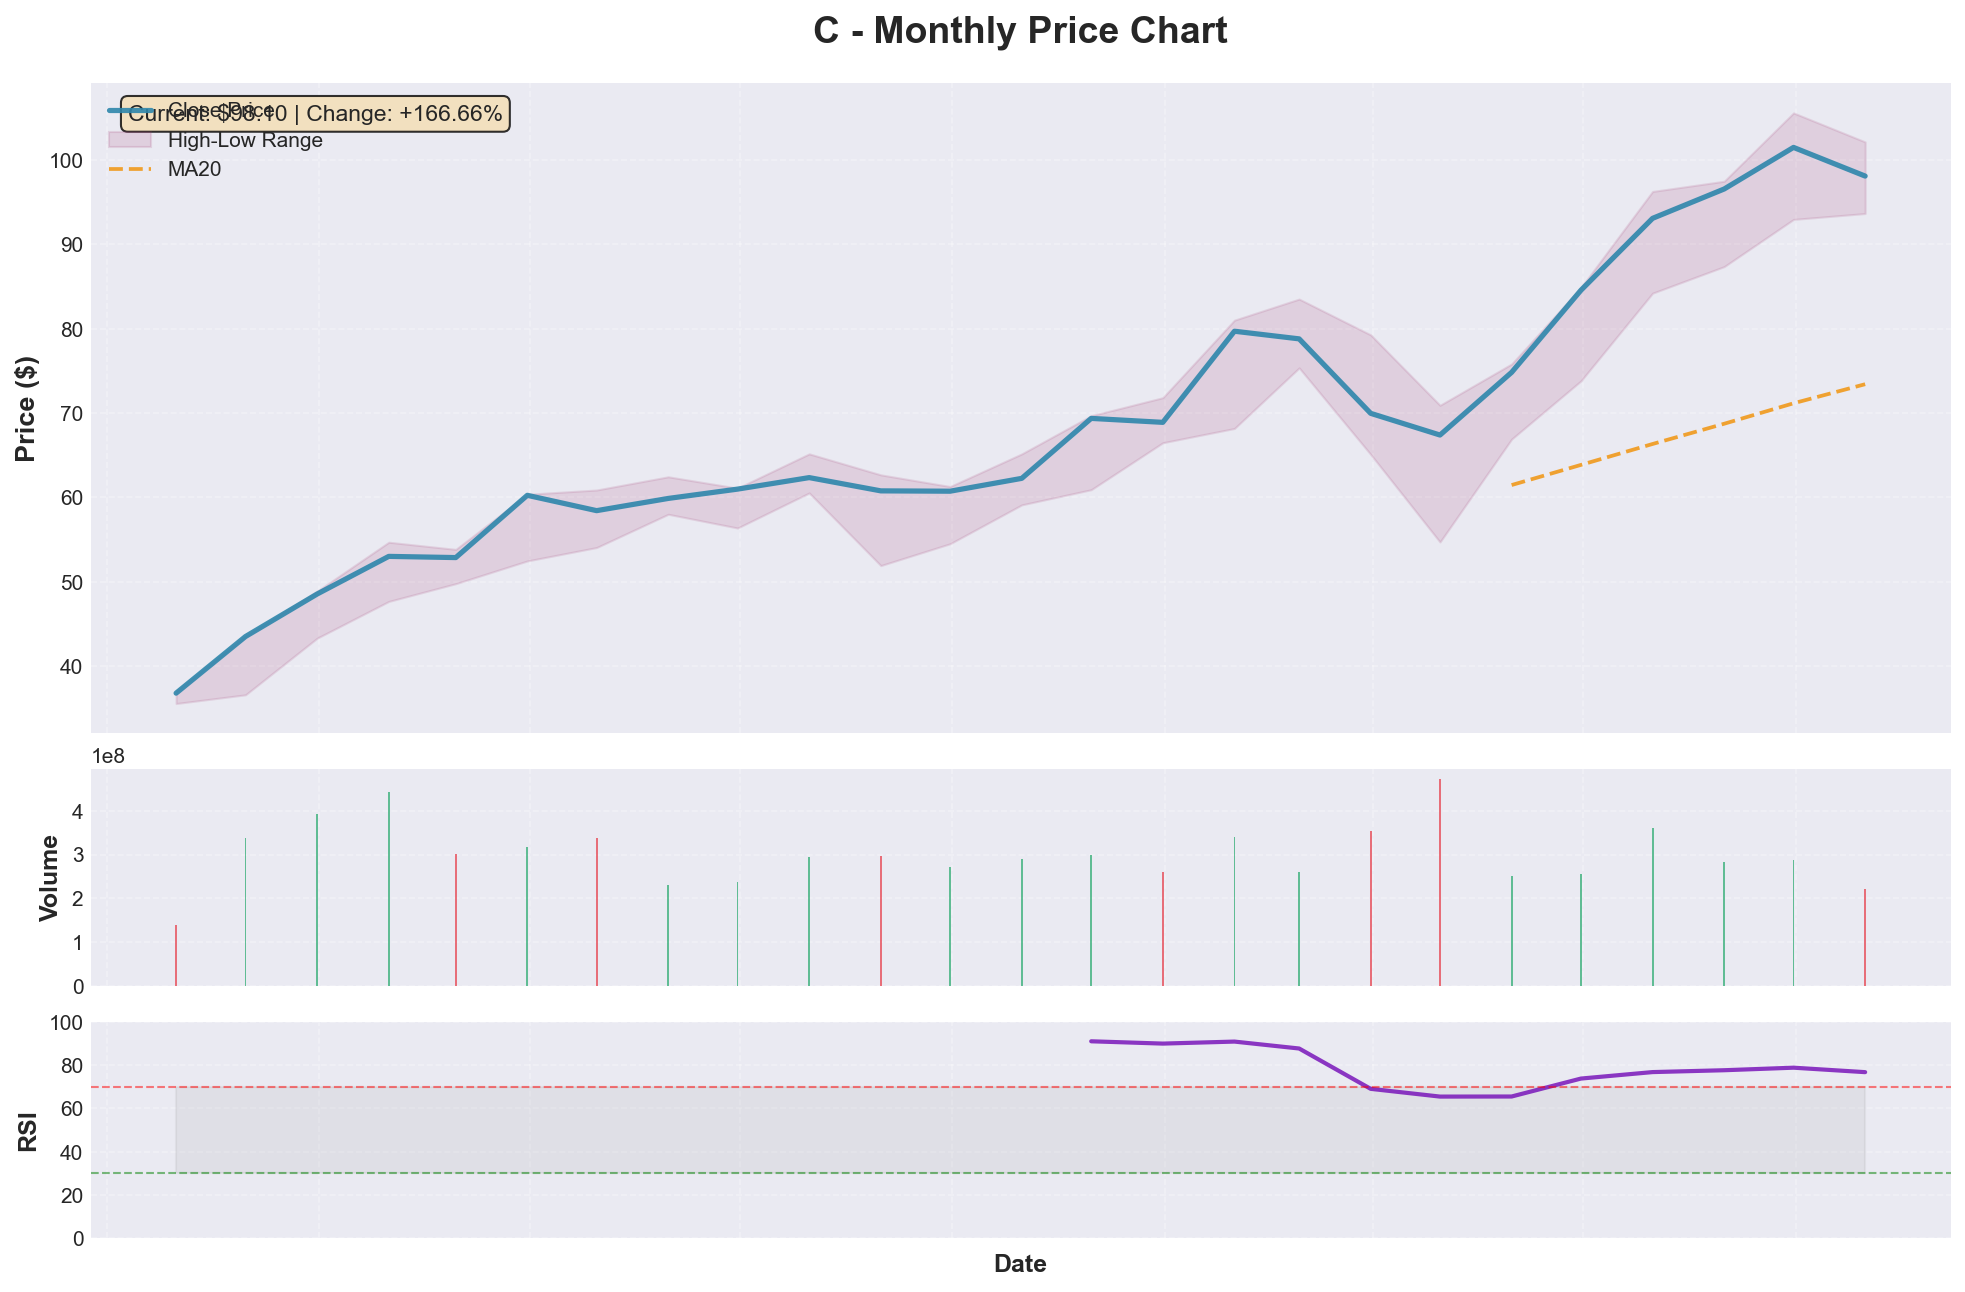 C - Monthly Price Chart
Current: $98.10 | Change: +166.66%
Close Price
High-Low Range
MA20
Price ($)
100
90
80
70
60
50
40
1e8
Volume
4
3
2
1
0
RSI
100
80
60
40
20
0
Date